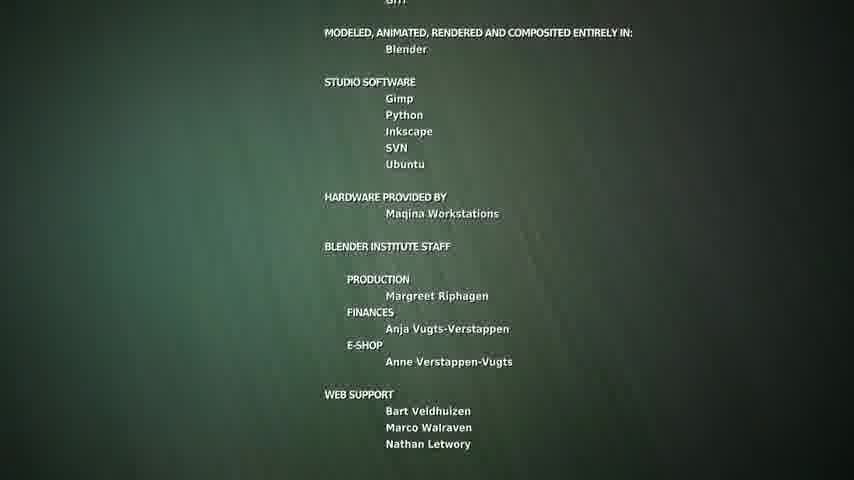 MODELED, ANIMATED, RENDERED AND COMPOSITED ENTIRELY IN:
Blender
STUDIO SOFTWARE
Gimp
Python
Inkscape
SVN
Ubuntu
HARDWARE PROVIDED BY
Maqina Workstations
BLENDER INSTITUTE STAFF
PRODUCTION
Margreet Riphagen
FINANCES
Anja Vugts-Verstappen
E-SHOP
Anne Verstappen-Vugts
WEB SUPPORT
Bart Veldhuizen
Marco Walraven
Nathan Letwory